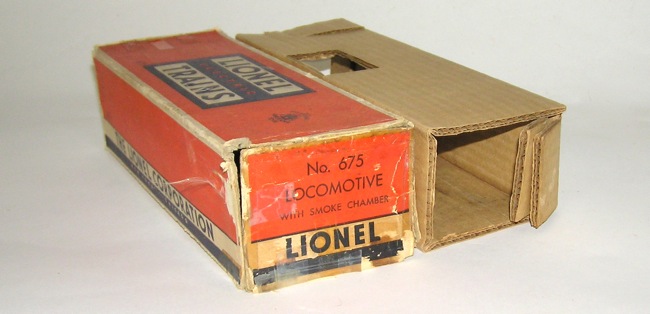 LIONEL
TRAINS
THE LIONEL CORPORATION
No. 675
LOCOMOTIVE
WITH SMOKE CHAMBER
LIONEL